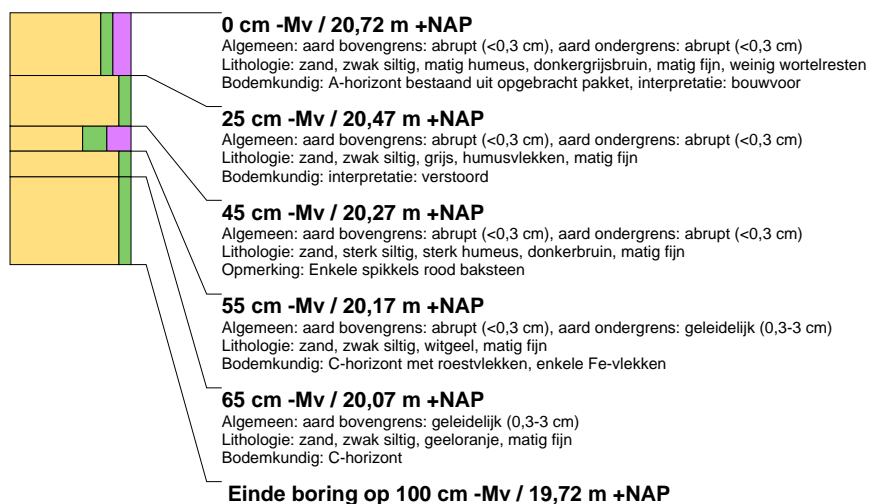 0 cm -Mv / 20,72 m +NAP
Algemeen: aard bovengrens: abrupt (<0,3 cm), aard ondergrens: abrupt (<0,3 cm)
Lithologie: zand, zwak siltig, matig humeus, donkergrijsbruin, matig fijn, weinig wortelresten
Bodemkundig: A-horizont bestaand uit opgebracht pakket, interpretatie: bouwvoor
25 cm -Mv / 20,47 m +NAP
Algemeen: aard bovengrens: abrupt (<0,3 cm), aard ondergrens: abrupt (<0,3 cm)
Lithologie: zand, zwak siltig, grijs, humusvlekken, matig fijn
Bodemkundig: interpretatie: verstoord
45 cm -Mv / 20,27 m +NAP
Algemeen: aard bovengrens: abrupt (<0,3 cm), aard ondergrens: abrupt (<0,3 cm)
Lithologie: zand, sterk siltig, sterk humeus, donkerbruin, matig fijn
Opmerking: Enkele spikkels rood baksteen
55 cm -Mv / 20,17 m +NAP
Algemeen: aard bovengrens: abrupt (<0,3 cm), aard ondergrens: geleidelijk (0,3-3 cm)
Lithologie: zand, zwak siltig, witgeel, matig fijn
Bodemkundig: C-horizont met roestvlekken, enkele Fe-vlekken
65 cm -Mv / 20,07 m +NAP
Algemeen: aard bovengrens: geleidelijk (0,3-3 cm)
Lithologie: zand, zwak siltig, geeloranje, matig fijn
Bodemkundig: C-horizont
Einde boring op 100 cm -Mv / 19,72 m +NAP